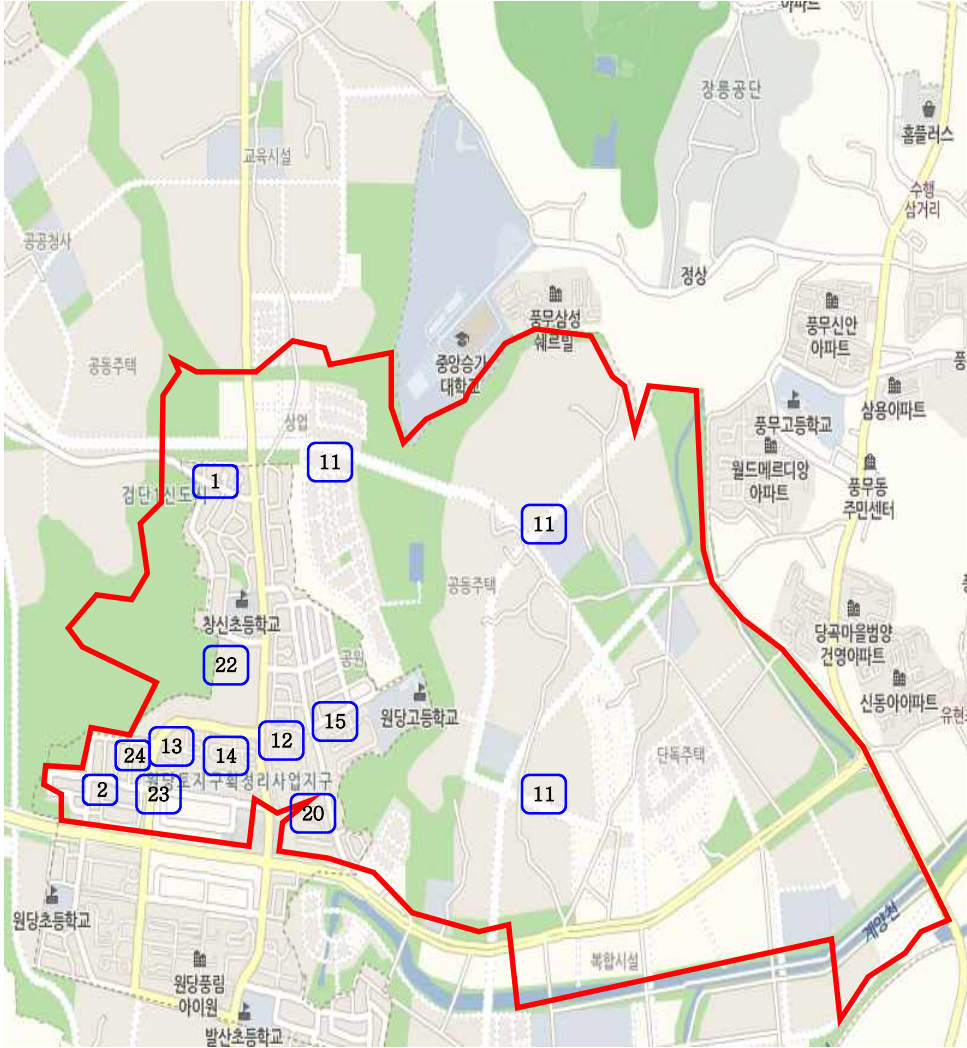 아파트
장릉공단
홈플러스
교육시설
수행
삼거리
공공청사
정상
풍무삼성
쉐르빌
풍무신안
아파트
중앙승가
대학교
공동주택
풍
삼용아파트
풍무고등학교
상업
월드메르디앙
아파트
풍무동
주민센터
11
1
검단1신도시
11
공동주택
창신초등학교
당곡마을범양
건영아파트
공원
22
신동아아파트
원당고등학교
유현
15
12
13
14
24
단독주택
원당토지구획정리사업지구
2
23
11
20
원당초등학교
계양천
복합시설
원당풍림
아이원
발산초등학교